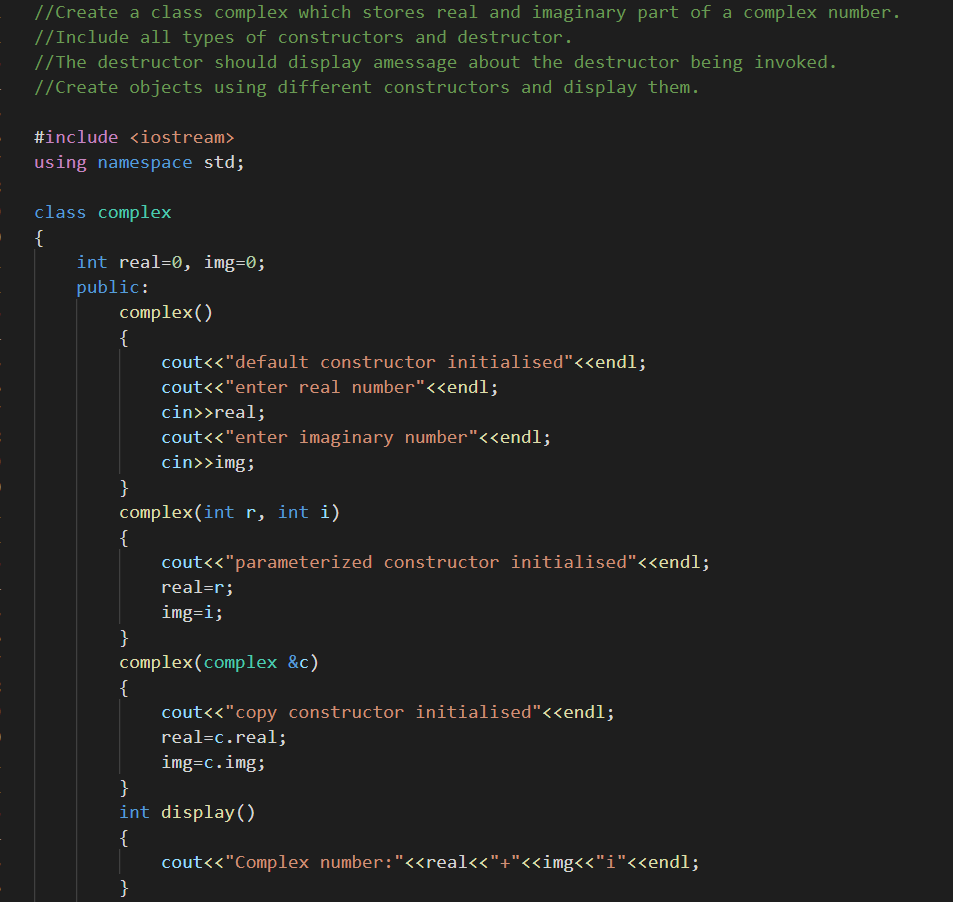 //Create a class complex which stores real and imaginary part of a complex number.
//Include all types of constructors and destructor.
//The destructor should display amessage about the destructor being invoked.
//Create objects using different constructors and display them.

#include <iostream>
using namespace std;

class complex
{
    int real=0, img=0;
    public:
        complex()
        {
            cout<<"default constructor initialised"<<endl;
            cout<<"enter real number"<<endl;
            cin>>real;
            cout<<"enter imaginary number"<<endl;
            cin>>img;
        }
        complex(int r, int i)
        {
            cout<<"parameterized constructor initialised"<<endl;
            real=r;
            img=i;
        }
        complex(complex &c)
        {
            cout<<"copy constructor initialised"<<endl;
            real=c.real;
            img=c.img;
        }
        int display()
        {
            cout<<"Complex number:"<<real<<"+"<<img<<"i"<<endl;
        }